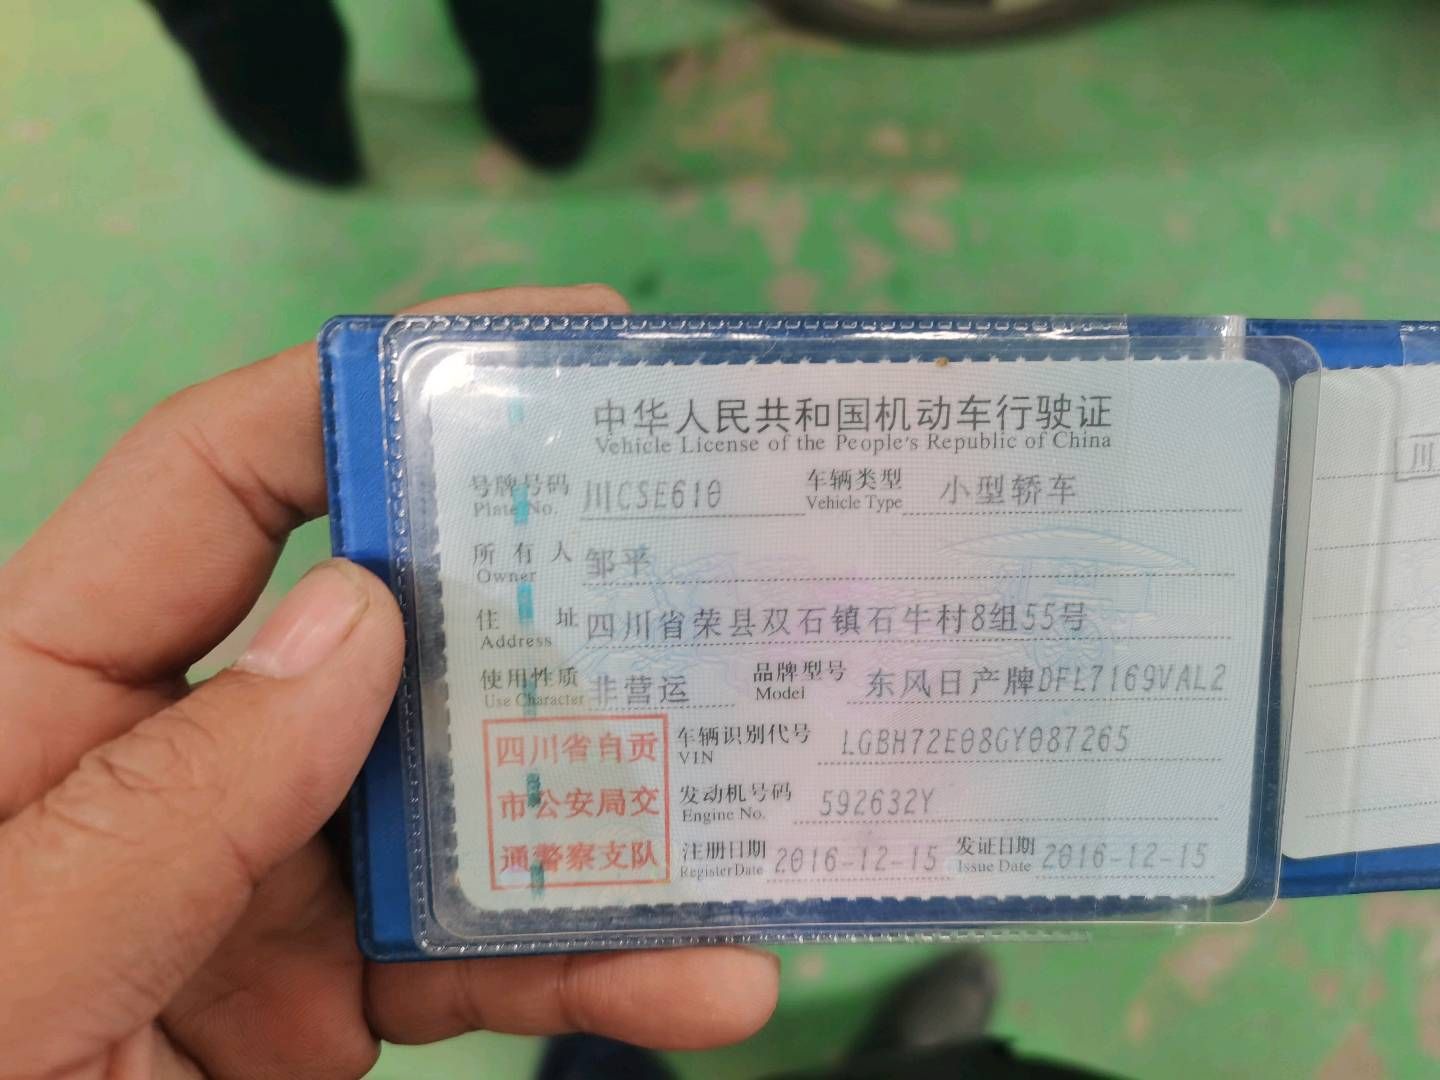 中华人民共和国机动车行驶证
Vehicle License of the People's Republic of China
号牌号码 川CSE610 车辆类型 小型轿车
Plate No. Vehicle Type
所有人 邹平
Owner
住址 四川省荣县双石镇石牛村8组55号
Address
使用性质 非营运 品牌型号 东风日产牌DFL7169VAL2
Use Character Model
四川省自贡
市公安局交
通警察支队
车辆识别代号 LGBH72E08GY087265
VIN
发动机号码 592632Y
Engine No.
注册日期 2016-12-15 发证日期 2016-12-15
Register Date Issue Date
川